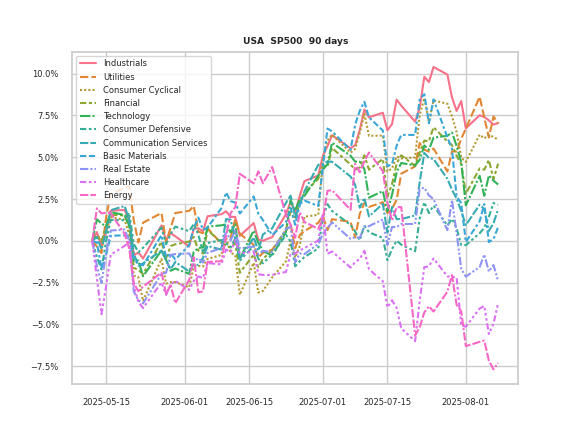 USA SP500 90 days
Industrials
Utilities
Consumer Cyclical
Financial
Technology
Consumer Defensive
Communication Services
Basic Materials
Real Estate
Healthcare
Energy
10.0%
7.5%
5.0%
2.5%
0.0%
−2.5%
−5.0%
−7.5%
2025-05-15 2025-06-01 2025-06-15 2025-07-01 2025-07-15 2025-08-01